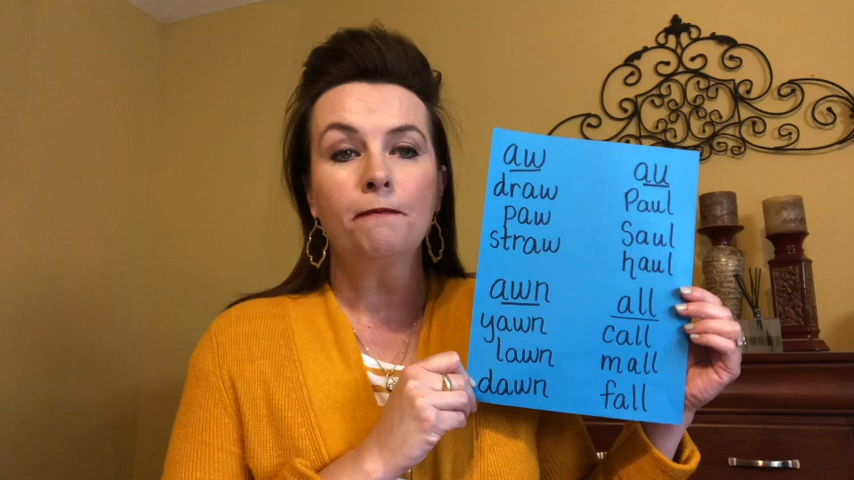 aw
draw
paw
straw
awn
yawn
lawn
dawn
au
Paul
Saul
haul
all
call
mall
fall